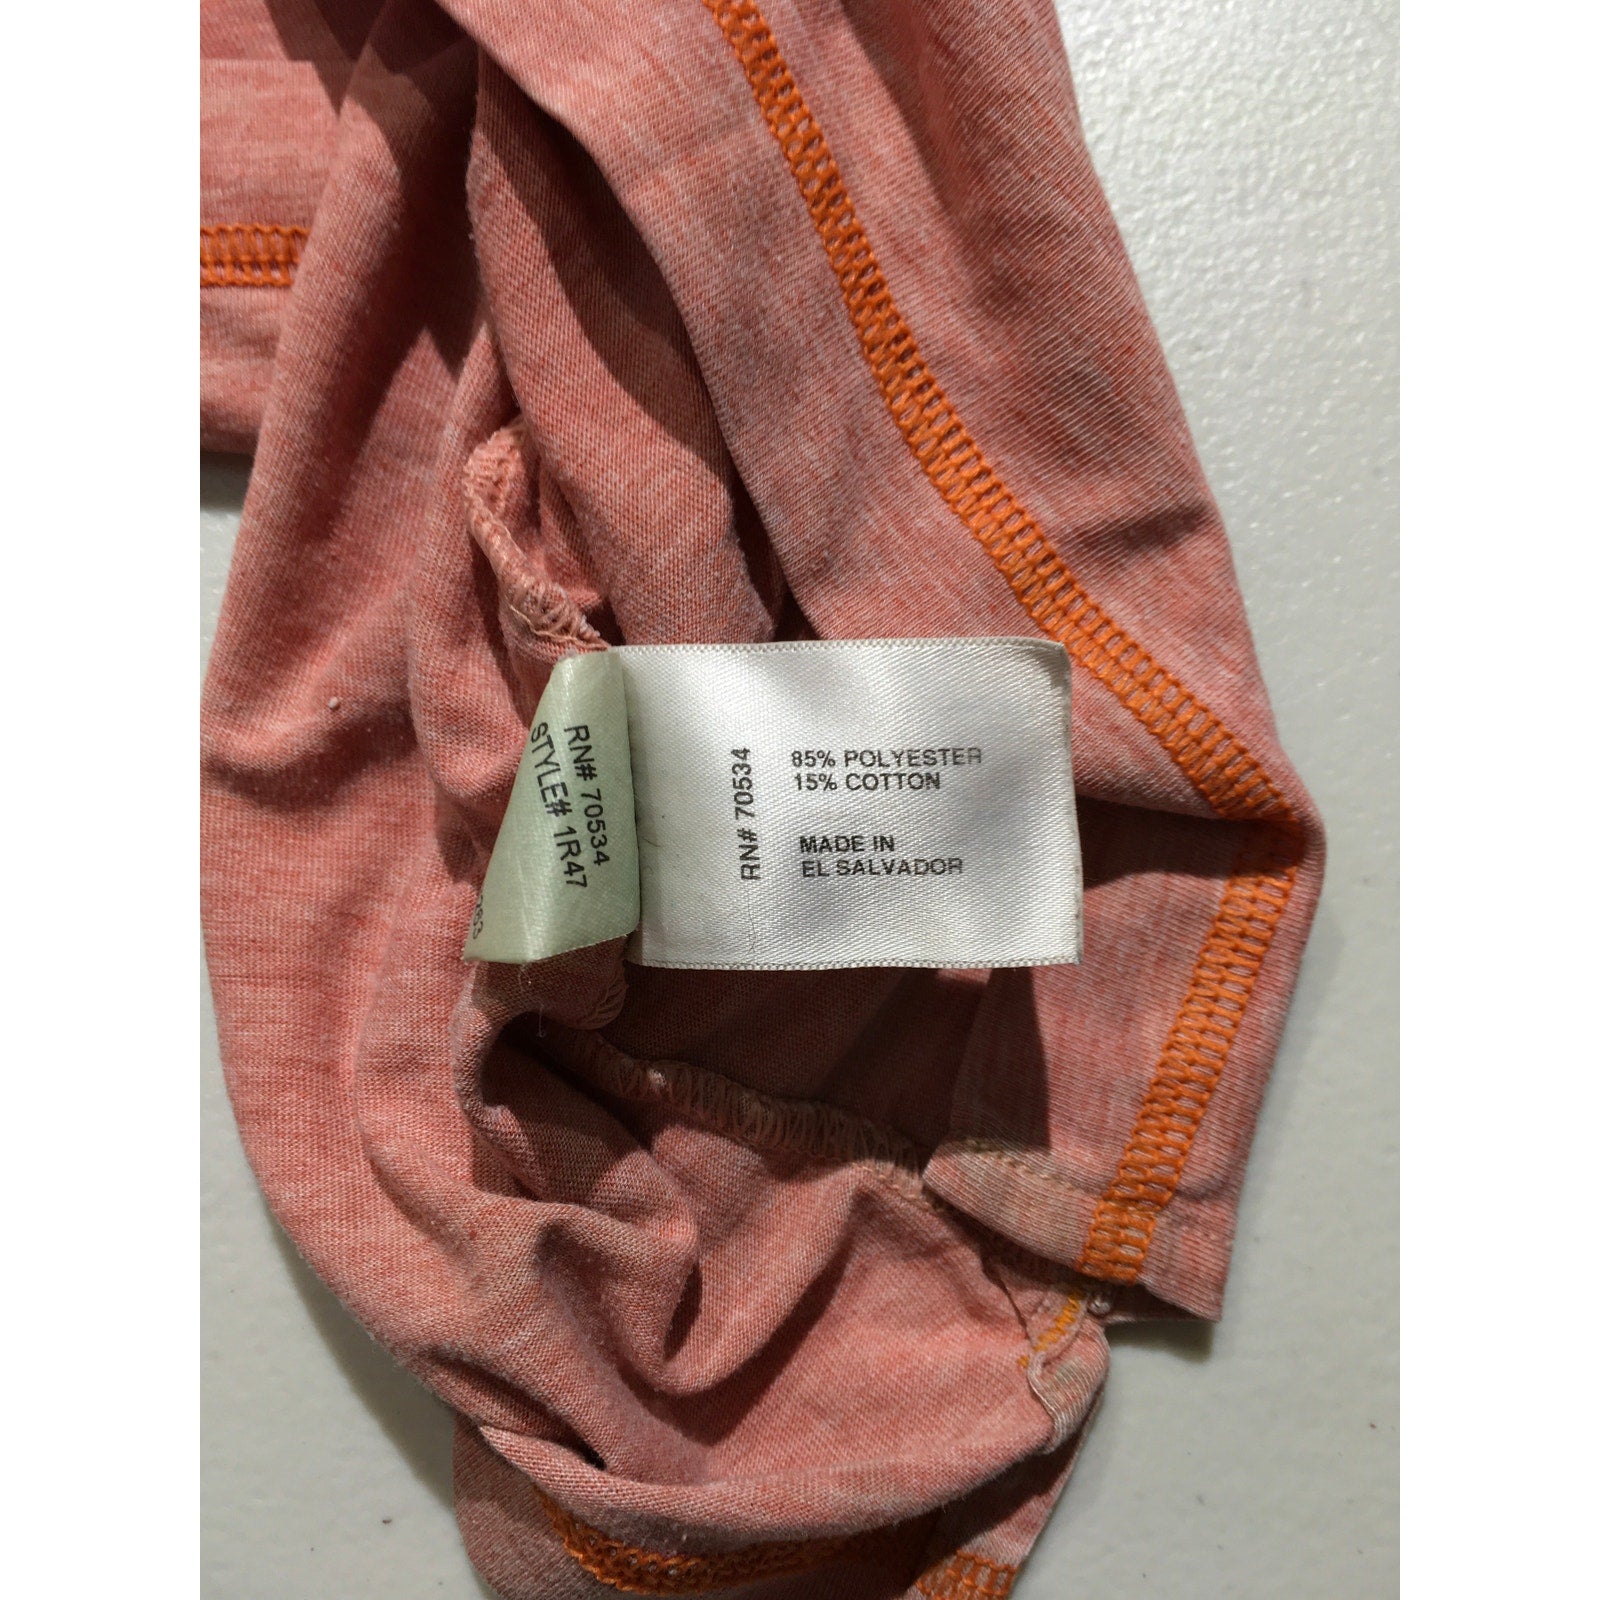 RN# 70534
STYLE# 1R47
RN# 70534
85% POLYESTER
15% COTTON
MADE IN
EL SALVADOR